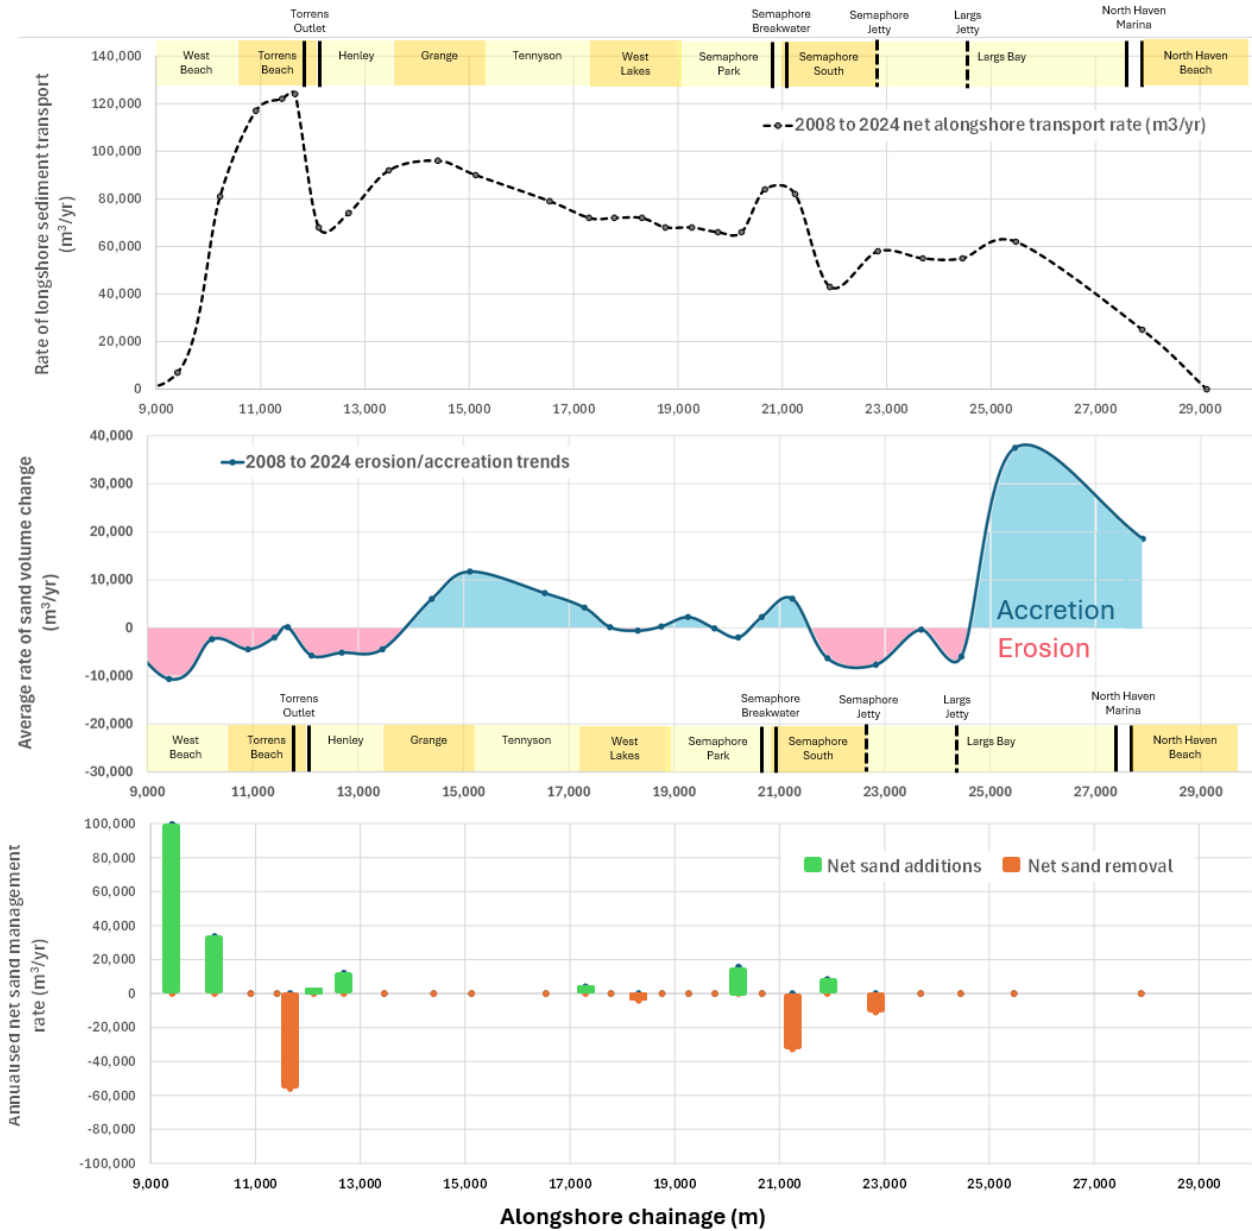 Torrens
Outlet
Semaphore
Breakwater
Semaphore
Jetty
Largs
Jetty
North Haven
Marina
West
Beach
Torrens
Beach
Henley
Grange
Tennyson
West
Lakes
Semaphore
Park
Semaphore
South
Largs Bay
North Haven
Beach
Rate of longshore sediment transport
(m³/yr)
140,000
120,000
100,000
80,000
60,000
40,000
20,000
0
2008 to 2024 net alongshore transport rate (m3/yr)
9,000 11,000 13,000 15,000 17,000 19,000 21,000 23,000 25,000 27,000 29,000
Average rate of sand volume change
(m³/yr)
40,000
30,000
20,000
10,000
0
-10,000
-20,000
-30,000
2008 to 2024 erosion/accreation trends
Accretion
Erosion
Torrens
Outlet
Semaphore
Breakwater
Semaphore
Jetty
Largs
Jetty
North Haven
Marina
West
Beach
Torrens
Beach
Henley
Grange
Tennyson
West
Lakes
Semaphore
Park
Semaphore
South
Largs Bay
North Haven
Beach
9,000 11,000 13,000 15,000 17,000 19,000 21,000 23,000 25,000 27,000 29,000
Annuaused net sand management
rate (m³/yr)
100,000
80,000
60,000
40,000
20,000
0
-20,000
-40,000
-60,000
-80,000
-100,000
Net sand additions
Net sand removal
9,000 11,000 13,000 15,000 17,000 19,000 21,000 23,000 25,000 27,000 29,000
Alongshore chainage (m)